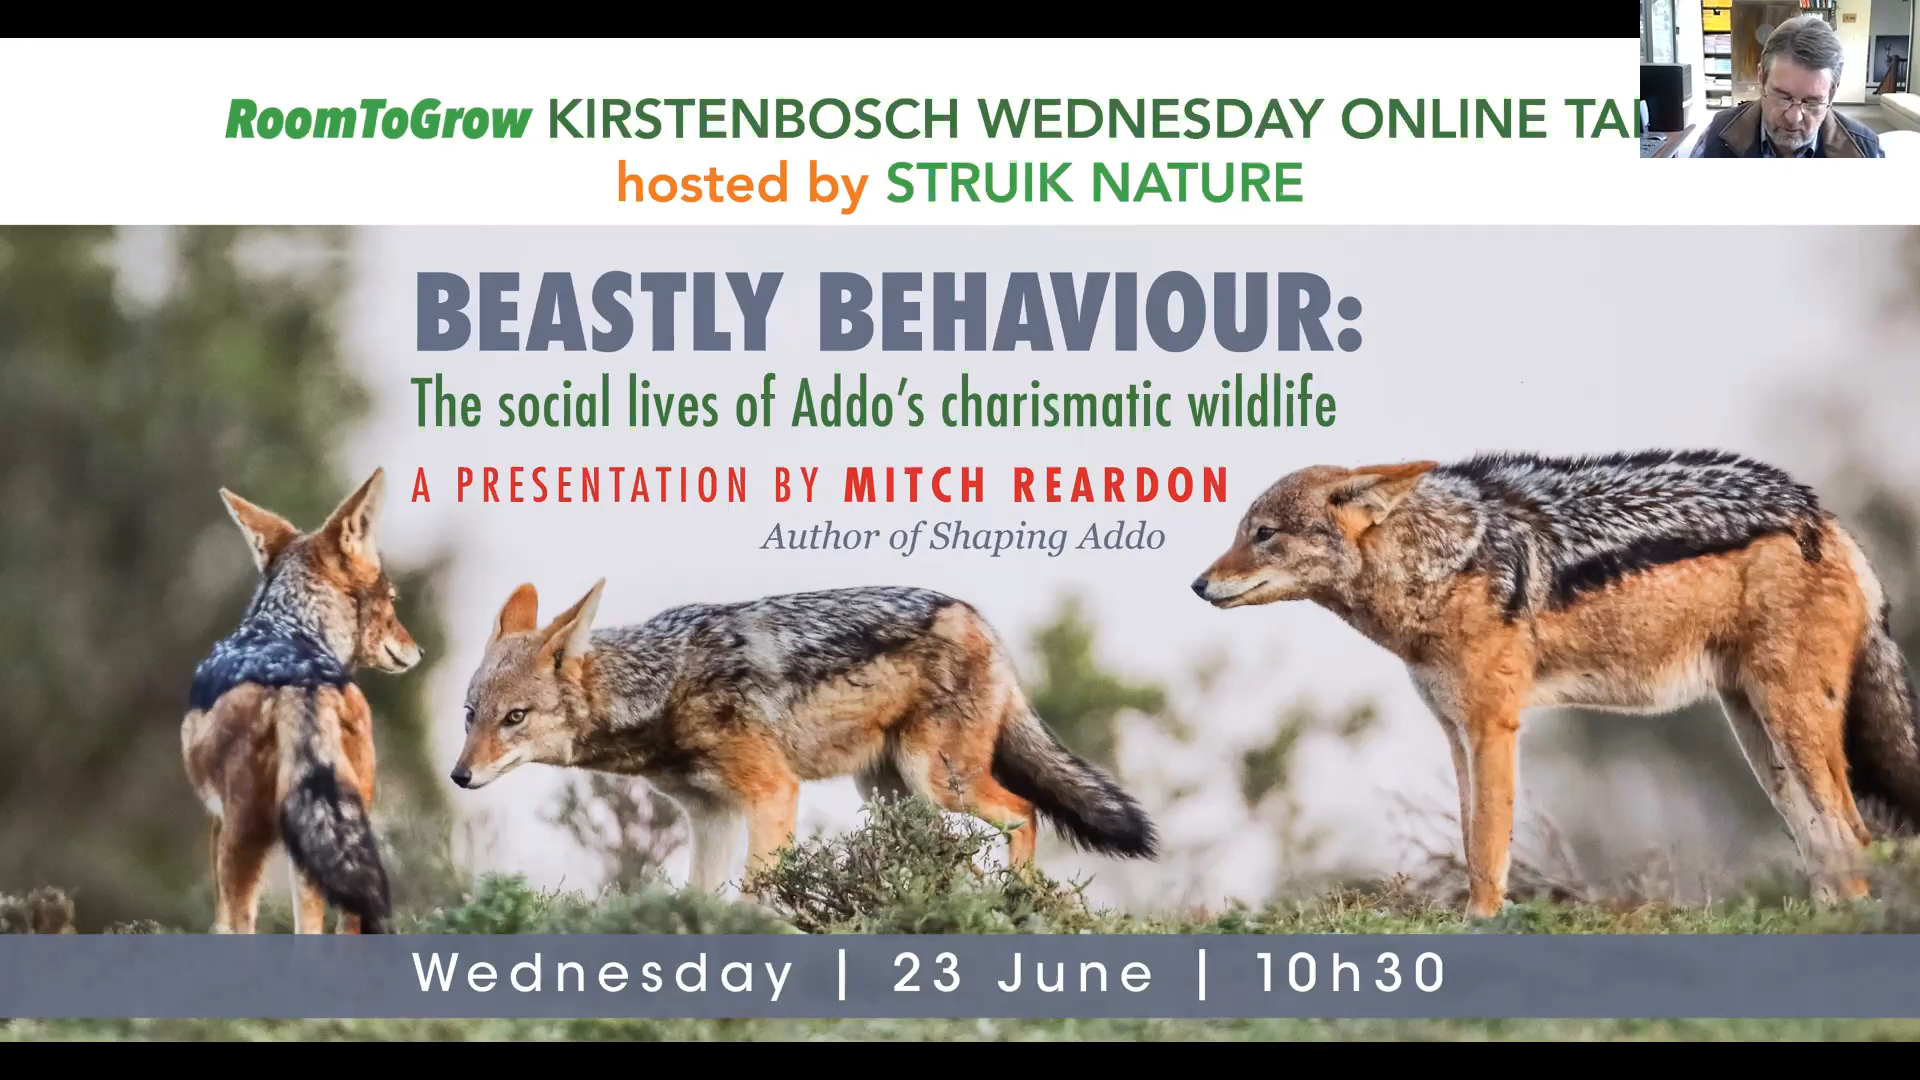 RoomToGrow KIRSTENBOSCH WEDNESDAY ONLINE
hosted by STRUIK NATURE
BEASTLY BEHAVIOUR:
The social lives of Addo's charismatic wildlife
A PRESENTATION BY MITCH REARDON
Author of Shaping Addo
Wednesday | 23 June | 10h30